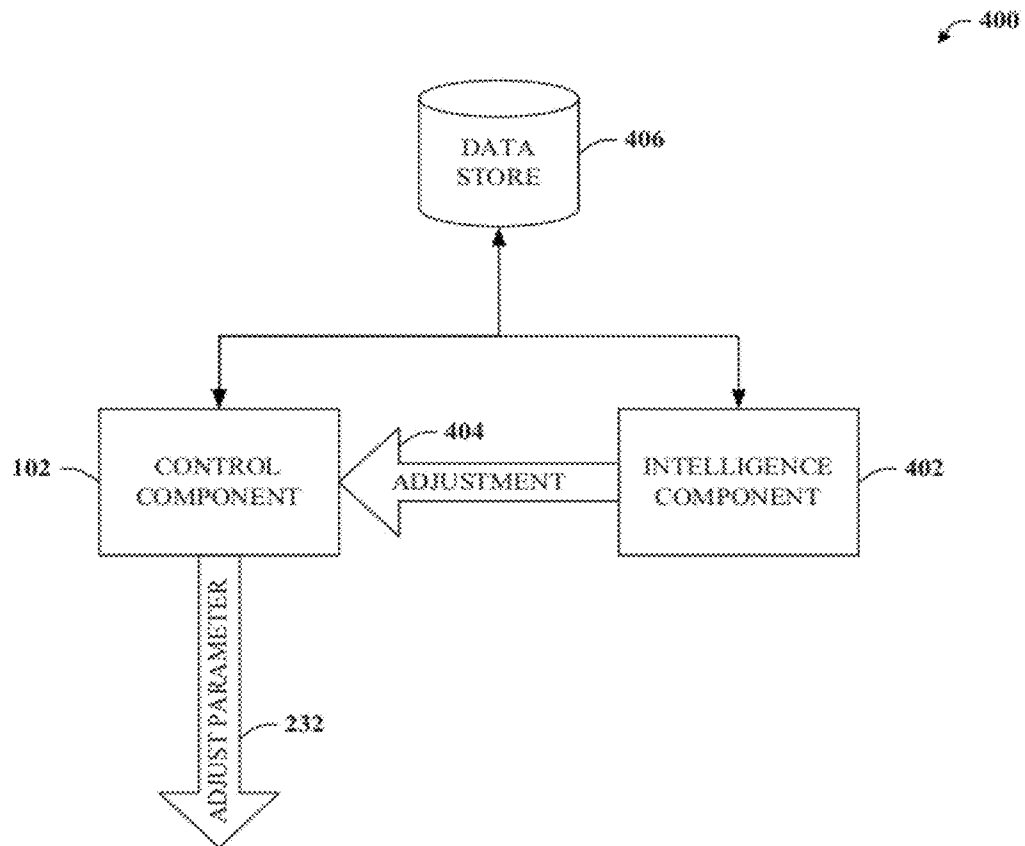 400
DATA
STORE
406
102
CONTROL
COMPONENT
404
ADJUSTMENT
INTELLIGENCE
COMPONENT
402
ADJUST PARAMETER
232